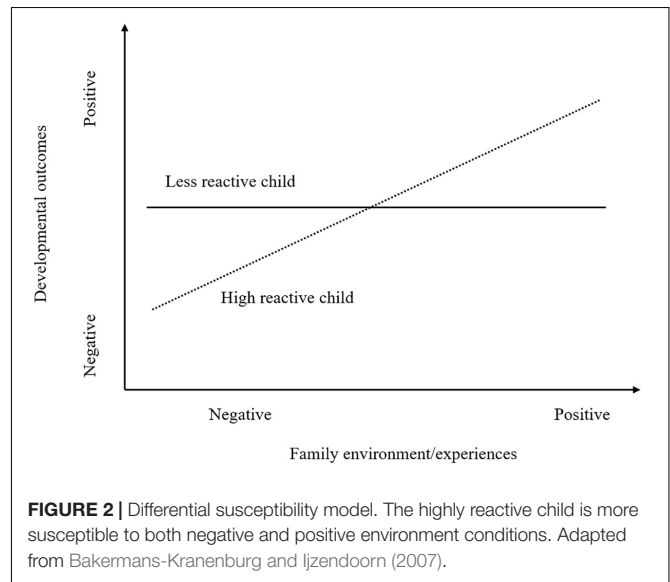 Positive
Developmental outcomes
Negative
Less reactive child
High reactive child
Negative
Positive
Family environment/experiences
FIGURE 2 | Differential susceptibility model. The highly reactive child is more
susceptible to both negative and positive environment conditions. Adapted
from Bakermans-Kranenburg and Ijzendoorn (2007).